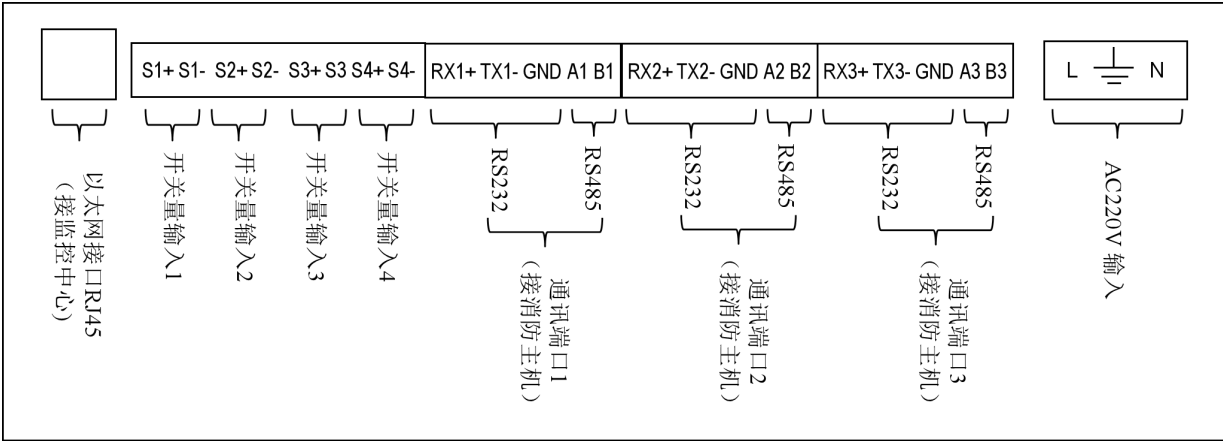 S1+ S1- S2+ S2- S3+ S3 S4+ S4- RX1+ TX1- GND A1 B1 RX2+ TX2- GND A2 B2 RX3+ TX3- GND A3 B3 L N
以太网接口RJ45
（接监控中心）
开关量输入1
开关量输入2
开关量输入3
开关量输入4
RS232
RS485
通讯端口1
（接消防主机）
RS232
RS485
通讯端口2
（接消防主机）
RS232
RS485
通讯端口3
（接消防主机）
AC220V 输入